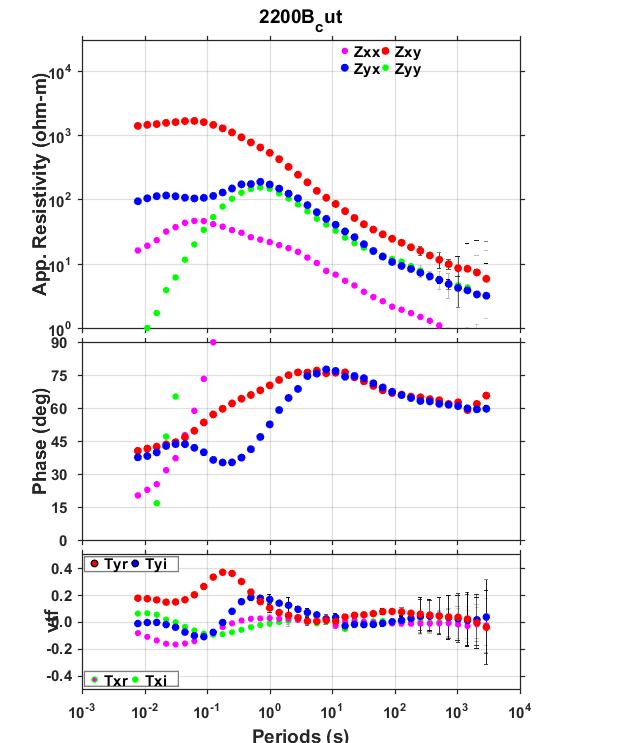 2200B_cut
Zxx Zxy
Zyx Zyy
App. Resistivity (ohm-m)
10^4
10^3
10^2
10^1
10^0
Phase (deg)
90
75
60
45
30
15
0
Tyr Tyi
0.4
0.2
0.0
-0.2
-0.4
Txr Txi
10^-3 10^-2 10^-1 10^0 10^1 10^2 10^3 10^4
Periods (s)